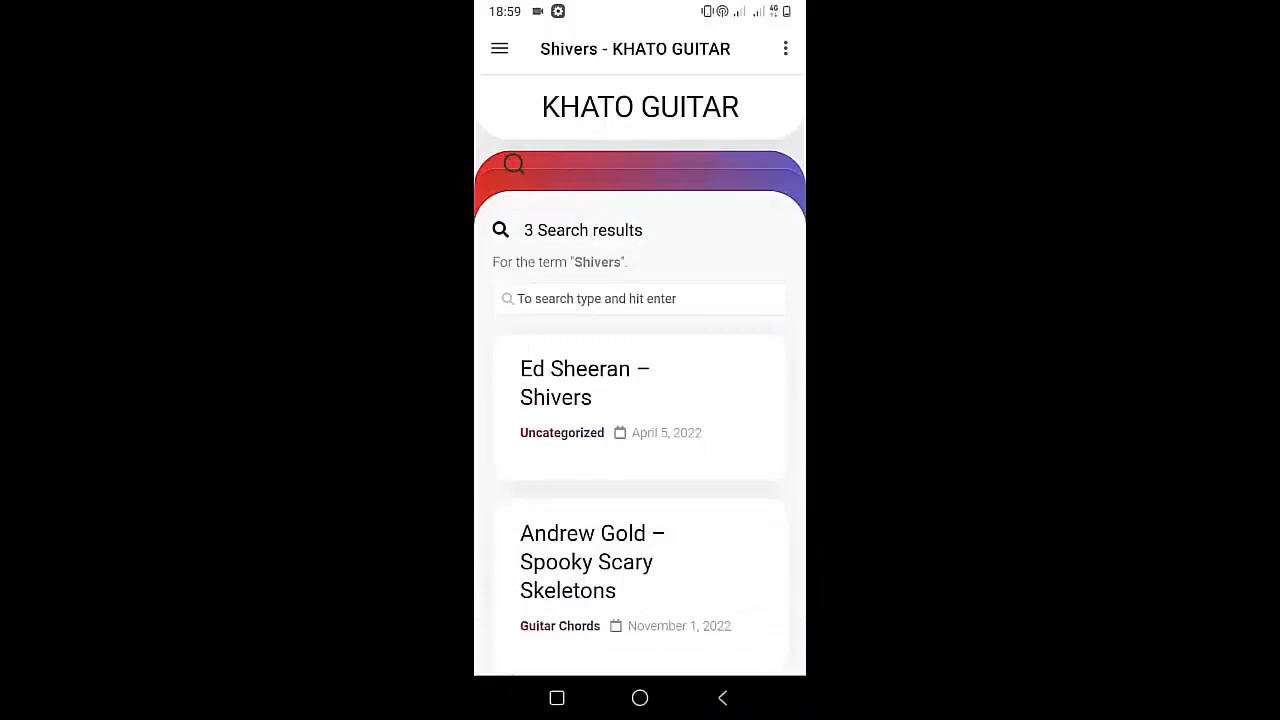 18:59
4G
Shivers - KHATO GUITAR
KHATO GUITAR
3 Search results
For the term "Shivers".
To search type and hit enter
Ed Sheeran –
Shivers
Uncategorized April 5, 2022
Andrew Gold –
Spooky Scary
Skeletons
Guitar Chords November 1, 2022